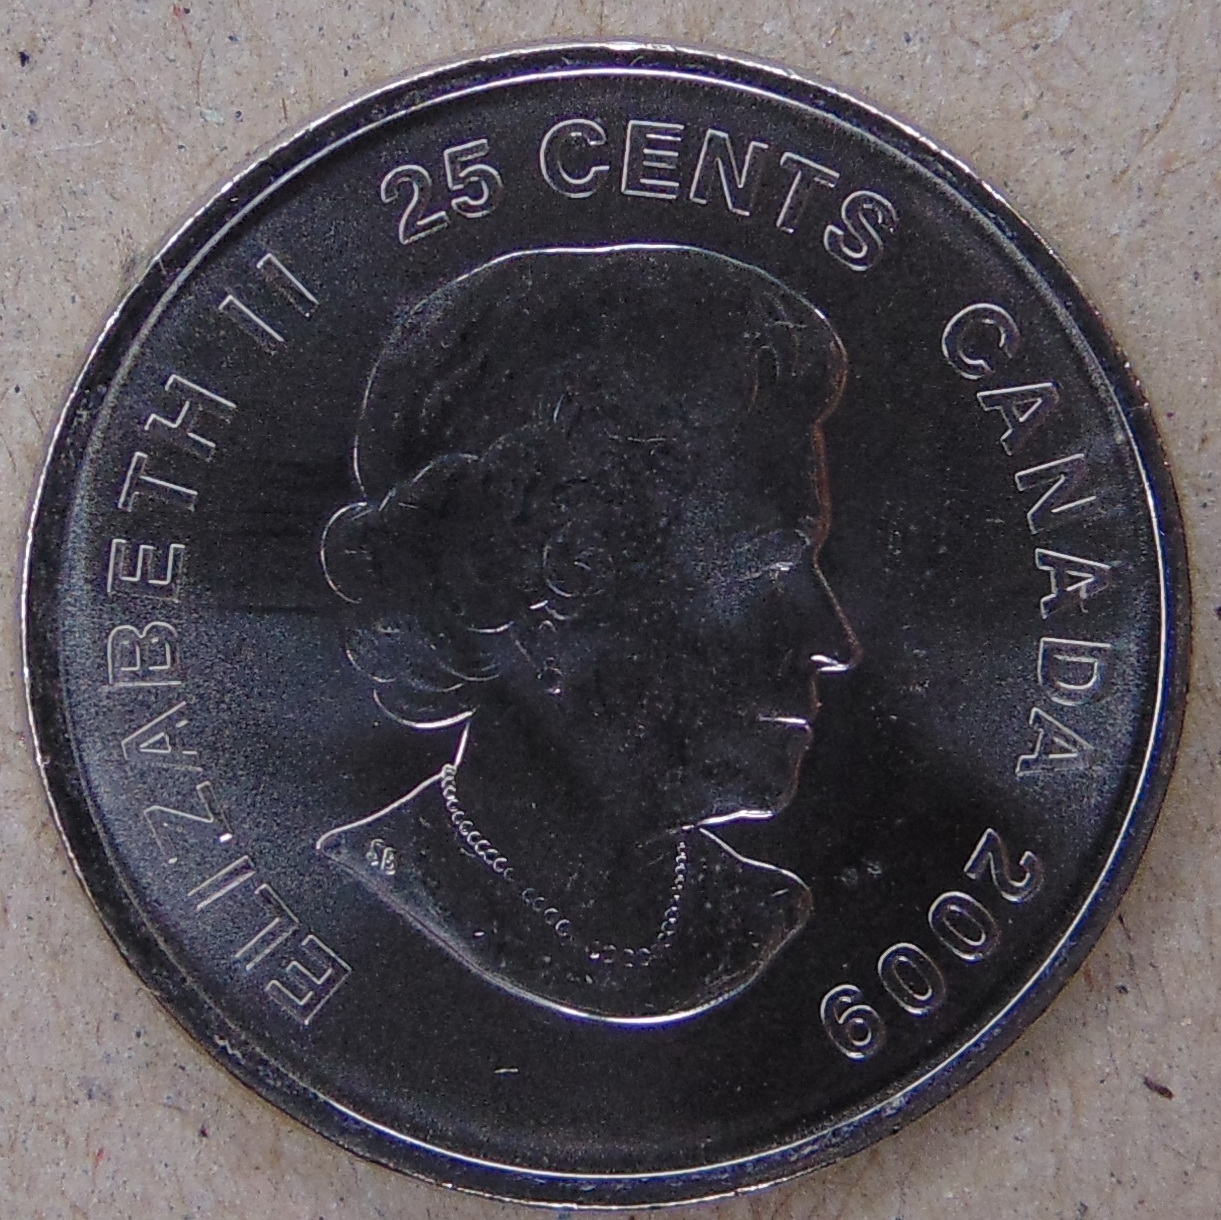 ELIZABETH II 25 CENTS CANADA 2009
SB